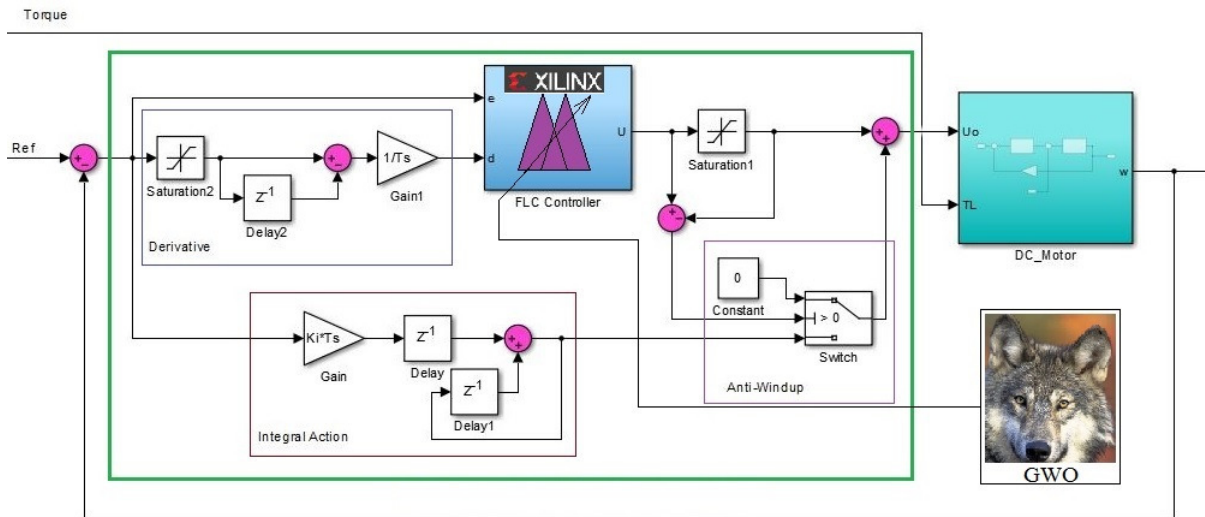 Torque
XILINX
e
U
d
FLC Controller
Ref
Saturation2
Z-1
Delay2
1/Ts
Gain1
Derivative
Saturation1
Uo
w
TL
DC_Motor
0
Constant
> 0
Switch
Anti-Windup
Ki*Ts
Gain
Z-1
Delay
Z-1
Delay1
Integral Action
GWO